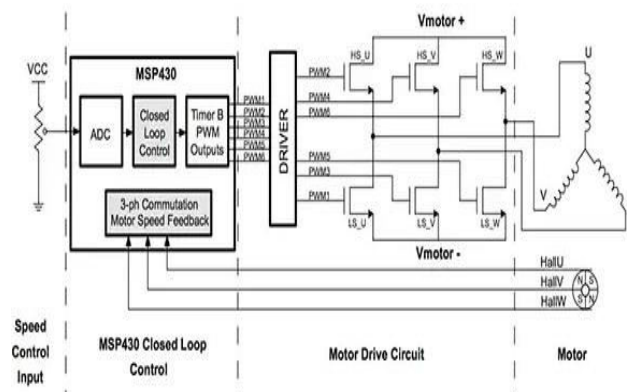 Vmotor +
VCC
MSP430
HS_U
HS_V
HS_W
U
PWM2
PWM4
PWM6
ADC
Closed
Loop
Control
Timer B
PWM
Outputs
PWM1
PWM2
PWM3
PWM4
PWM5
PWM6
DRIVER
PWM5
PWM3
PWM1
V
3-ph Commutation
Motor Speed Feedback
LS_U
LS_V
LS_W
Vmotor -
HallU
HallV
HallW
N S
S N
Speed
Control
Input
MSP430 Closed Loop
Control
Motor Drive Circuit
Motor